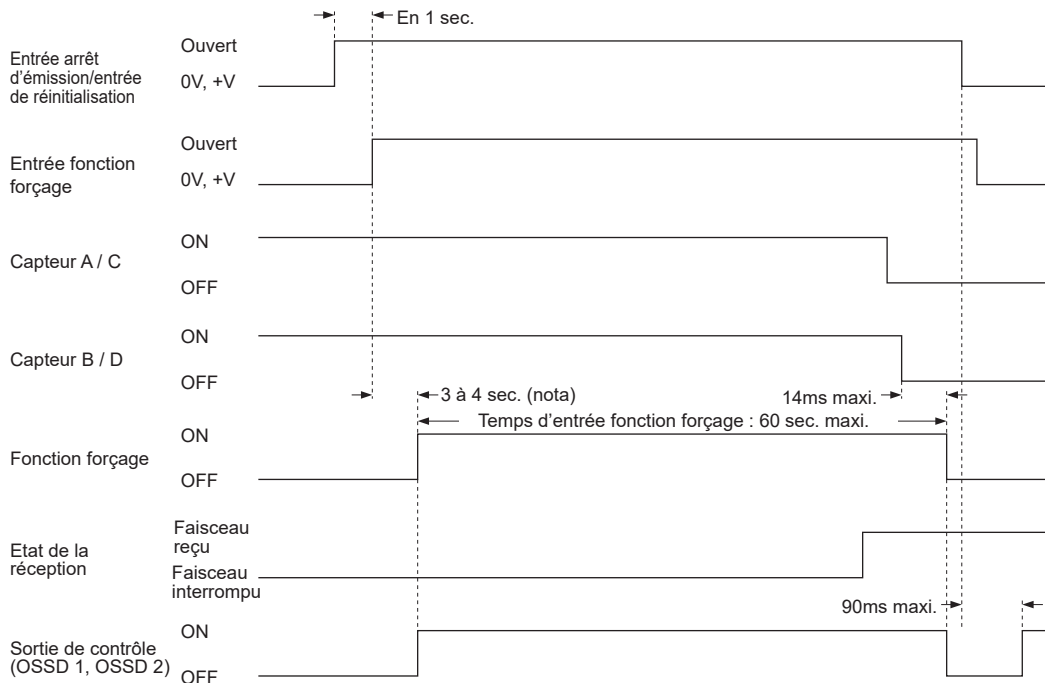 En 1 sec.
Entrée arrêt
d’émission/entrée
de réinitialisation
Ouvert
0V, +V
Entrée fonction
forçage
Ouvert
0V, +V
Capteur A / C
ON
OFF
Capteur B / D
ON
OFF
3 à 4 sec. (nota)
14ms maxi.
Temps d’entrée fonction forçage : 60 sec. maxi.
Fonction forçage
ON
OFF
Etat de la
réception
Faisceau
reçu
Faisceau
interrompu
90ms maxi.
Sortie de contrôle
(OSSD 1, OSSD 2)
ON
OFF